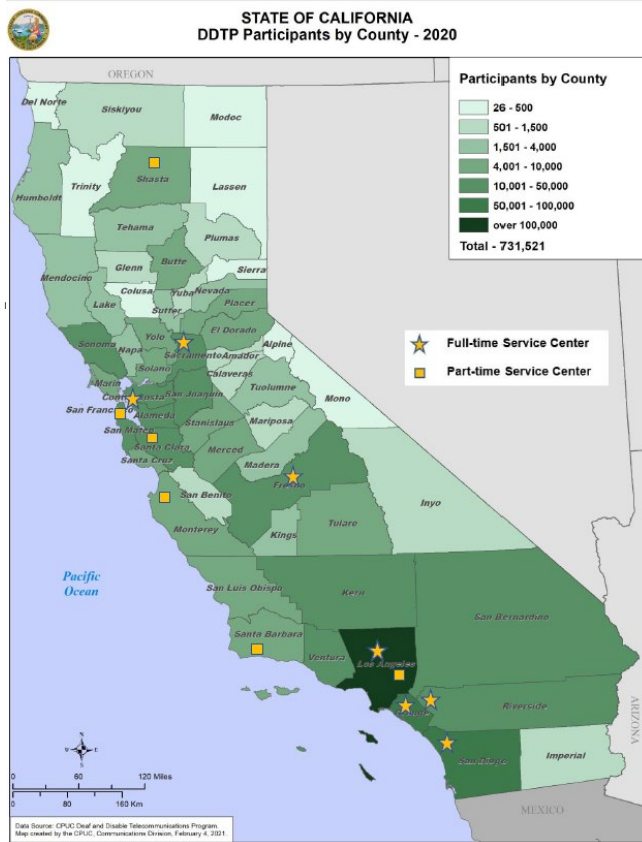 STATE OF CALIFORNIA
DDTP Participants by County - 2020
OREGON
Participants by County
26 - 500
501 - 1,500
1,501 - 4,000
4,001 - 10,000
10,001 - 50,000
50,001 - 100,000
over 100,000
Total - 731,521
Full-time Service Center
Part-time Service Center
Del Norte
Siskiyou
Modoc
Humboldt
Trinity
Shasta
Lassen
Tehama
Plumas
Mendocino
Glenn
Butte
Sierra
Lake
Colusa
Sutter
Yuba
Nevada
Placer
El Dorado
Sonoma
Napa
Yolo
Sacramento
Amador
Alpine
Marin
Solano
Calaveras
Tuolumne
Mono
San Francisco
San Joaquin
Alameda
San Mateo
Santa Clara
Stanislaus
Mariposa
Santa Cruz
Merced
Madera
Fresno
San Benito
Inyo
Monterey
Kings
Tulare
Pacific
Ocean
San Luis Obispo
Kern
San Bernardino
Santa Barbara
Ventura
Los Angeles
Riverside
San Diego
Imperial
ARIZONA
MEXICO
N
W
E
S
0
60
120 Miles
0
80
160 Km
Data Source: CPUC Deaf and Disable Telecommunications Program.
Map created by the CPUC, Communications Division, February 4, 2021.